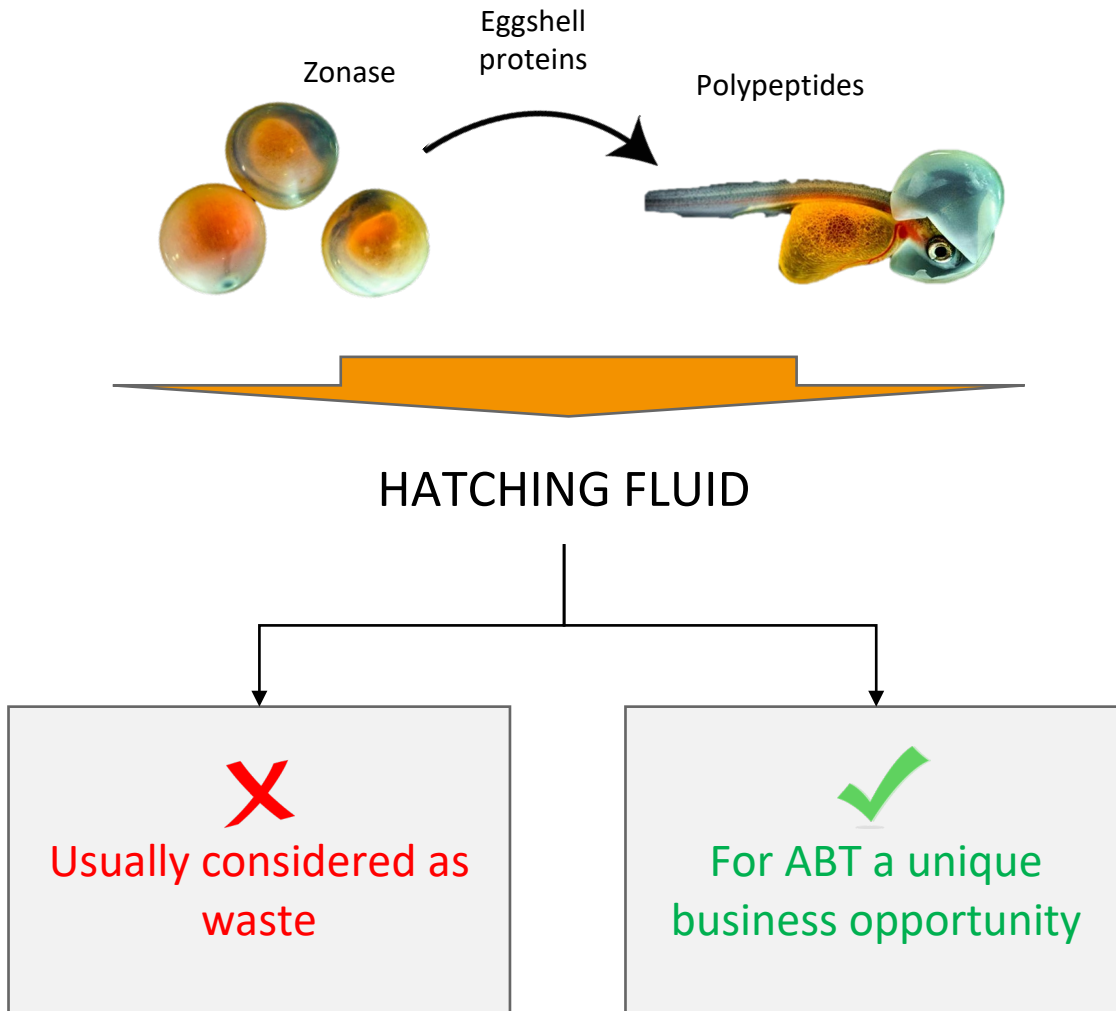 Eggshell
proteins
Zonase
Polypeptides
HATCHING FLUID
Usually considered as
waste
For ABT a unique
business opportunity